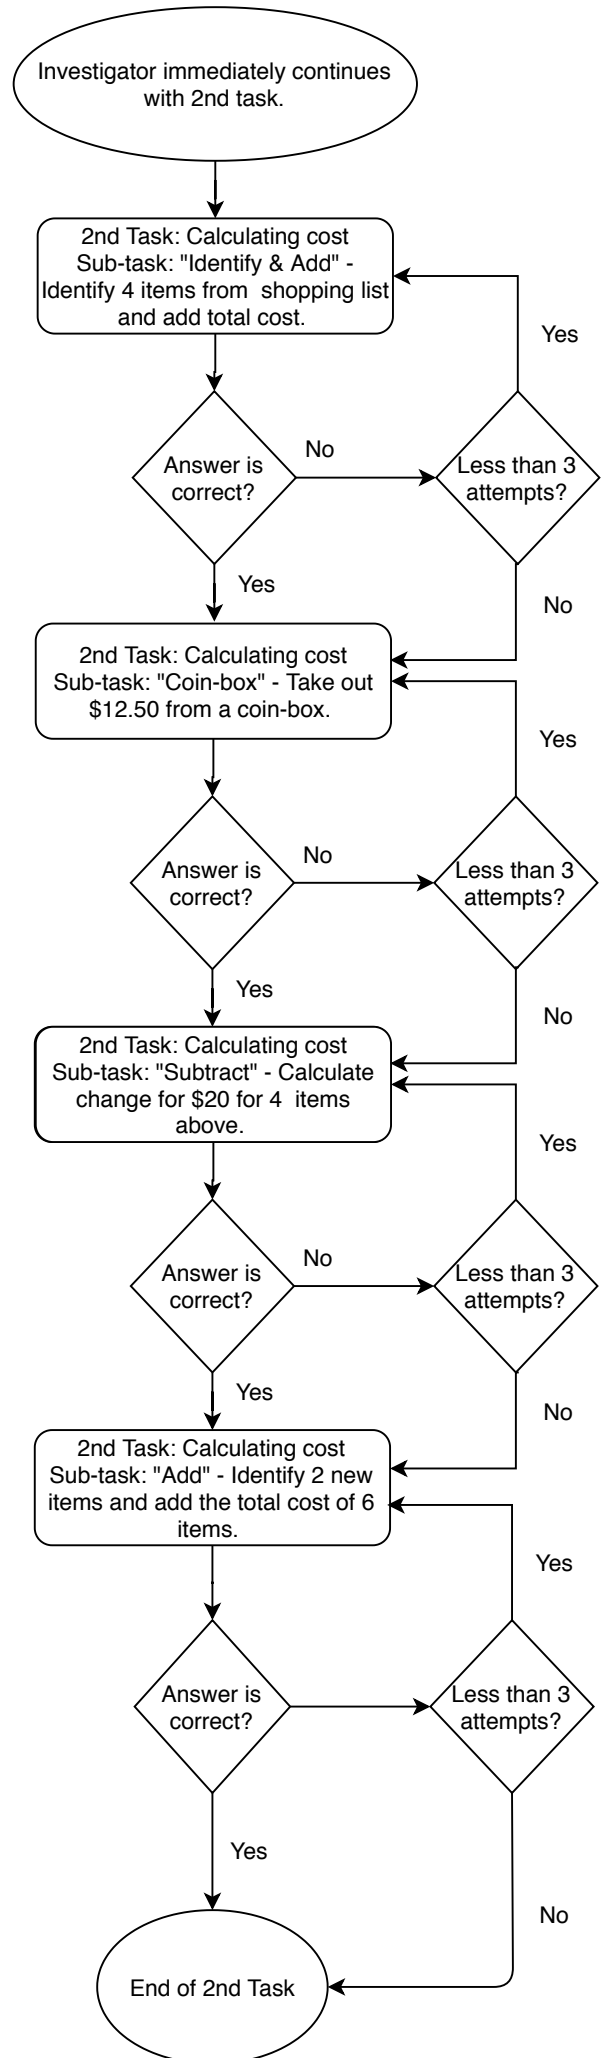 Investigator immediately continues
with 2nd task.
2nd Task: Calculating cost
Sub-task: "Identify & Add" -
Identify 4 items from shopping list
and add total cost.
Yes
Answer is
correct?
No
Less than 3
attempts?
Yes
No
2nd Task: Calculating cost
Sub-task: "Coin-box" - Take out
$12.50 from a coin-box.
Yes
Answer is
correct?
No
Less than 3
attempts?
Yes
No
2nd Task: Calculating cost
Sub-task: "Subtract" - Calculate
change for $20 for 4 items
above.
Yes
Answer is
correct?
No
Less than 3
attempts?
Yes
No
2nd Task: Calculating cost
Sub-task: "Add" - Identify 2 new
items and add the total cost of 6
items.
Yes
Answer is
correct?
Less than 3
attempts?
Yes
No
End of 2nd Task